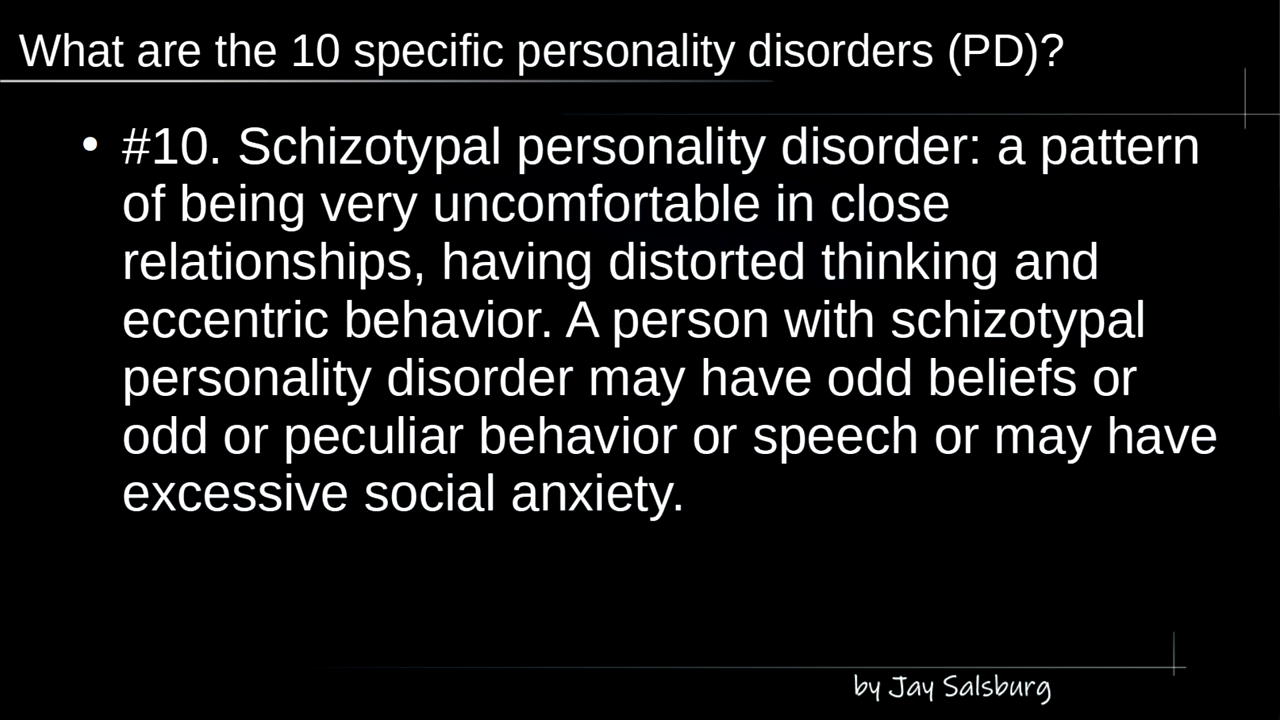 What are the 10 specific personality disorders (PD)?
• #10. Schizotypal personality disorder: a pattern
of being very uncomfortable in close
relationships, having distorted thinking and
eccentric behavior. A person with schizotypal
personality disorder may have odd beliefs or
odd or peculiar behavior or speech or may have
excessive social anxiety.
by Jay Salsburg